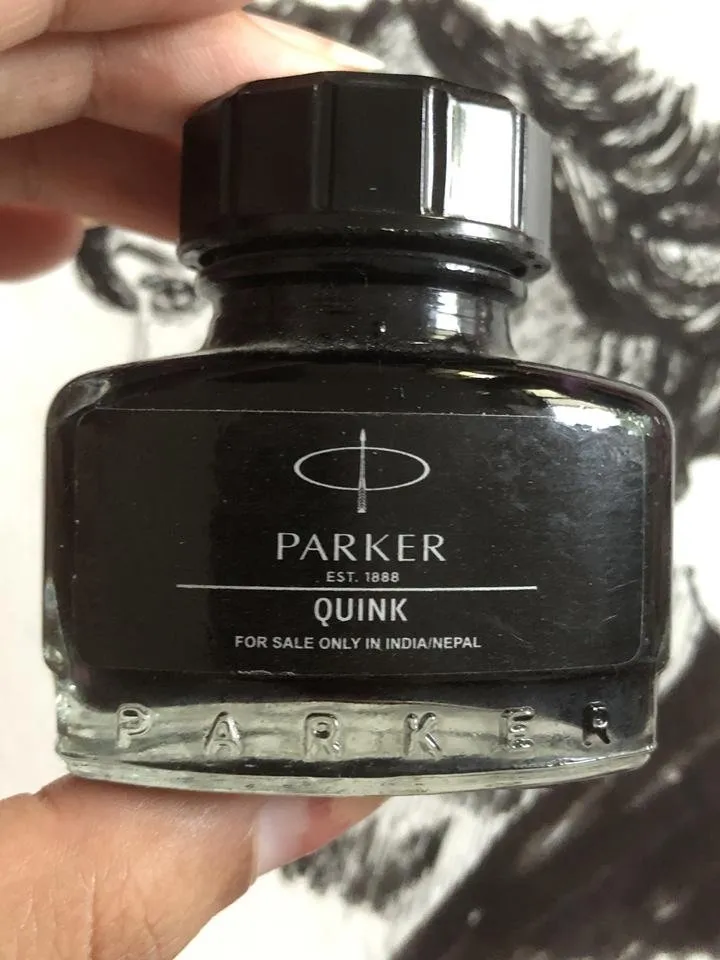 PARKER
EST. 1888
QUINK
FOR SALE ONLY IN INDIA/NEPAL
PARKER